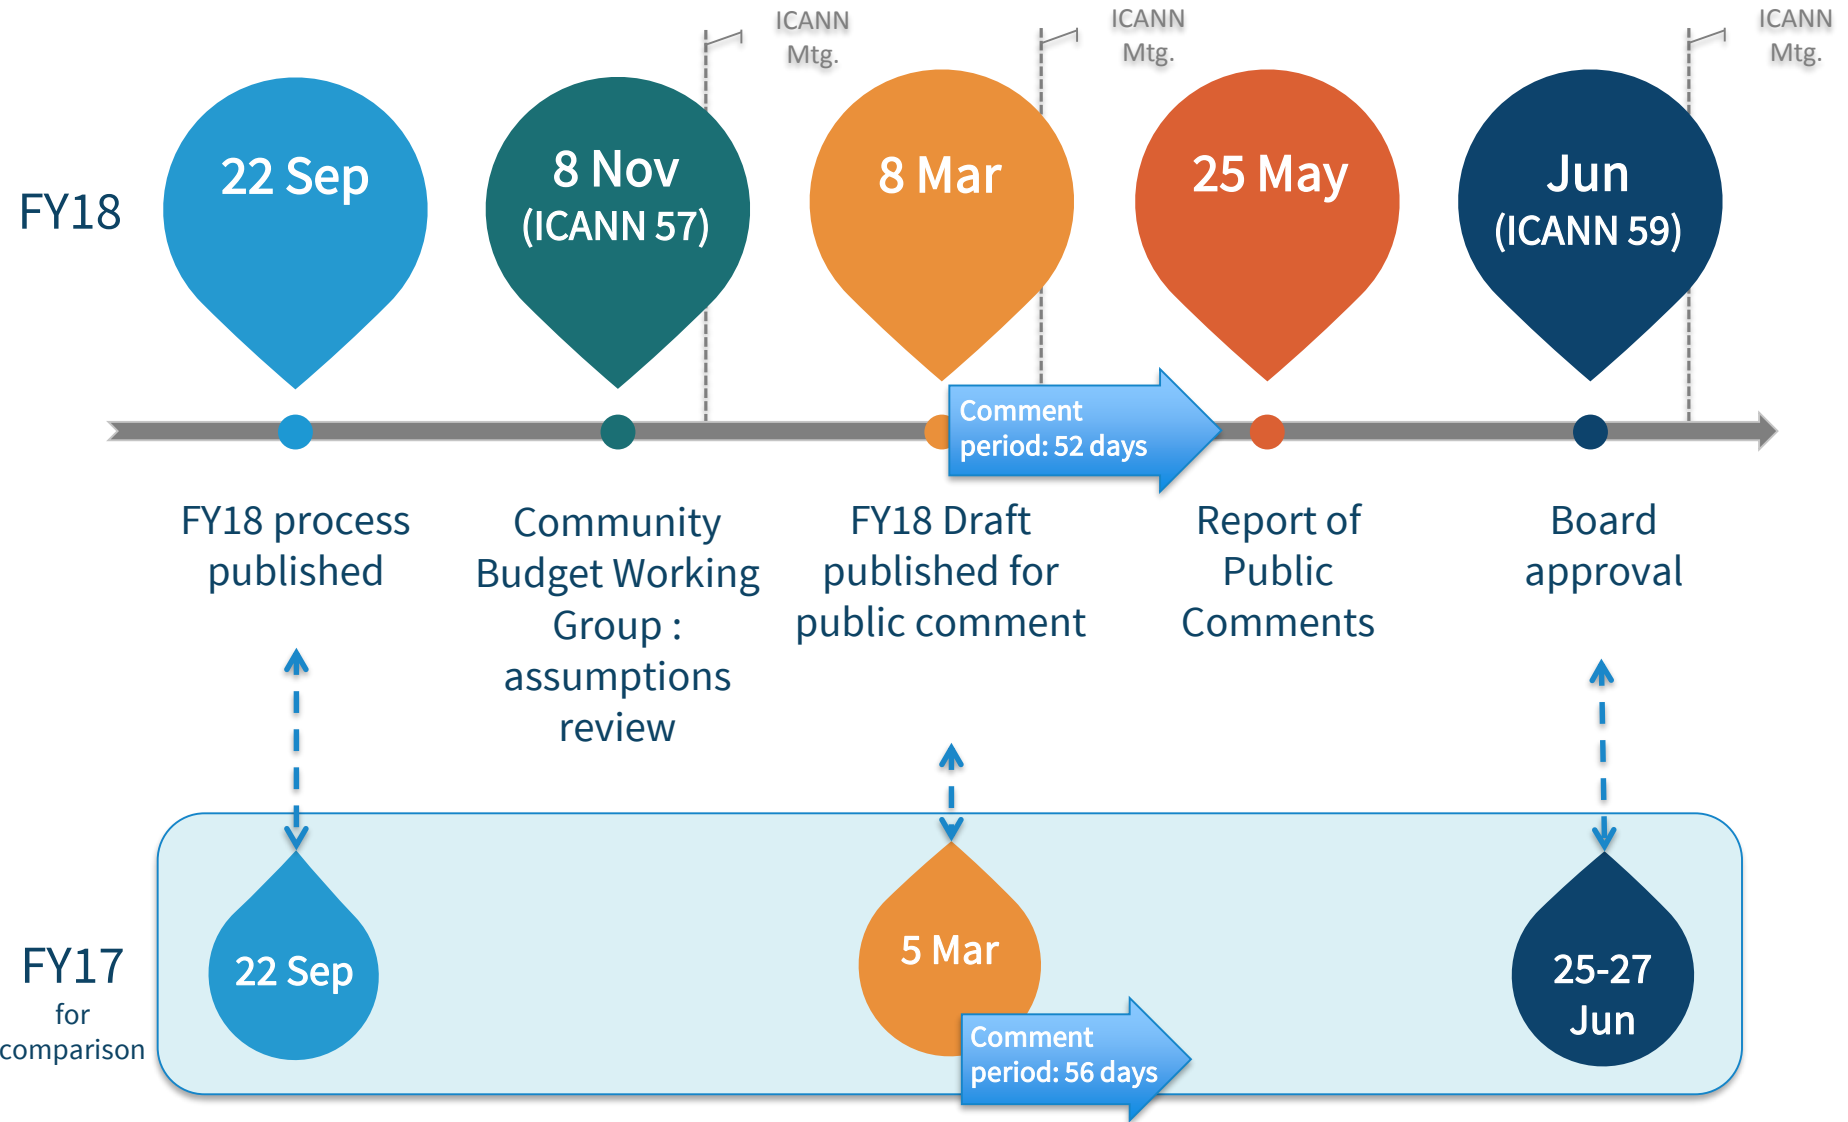 ICANN
Mtg.
ICANN
Mtg.
ICANN
Mtg.
FY18
22 Sep
8 Nov
(ICANN 57)
8 Mar
25 May
Jun
(ICANN 59)
Comment
period: 52 days
FY18 process
published
Community
Budget Working
Group :
assumptions
review
FY18 Draft
published for
public comment
Report of
Public
Comments
Board
approval
FY17
for
comparison
22 Sep
5 Mar
Comment
period: 56 days
25-27
Jun